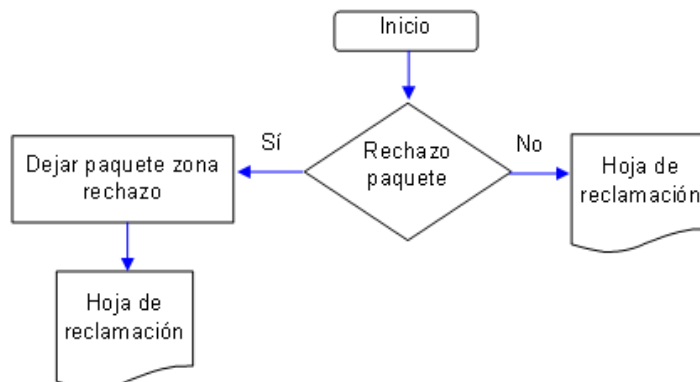 Inicio
Sí
Rechazo
paquete
No
Dejar paquete zona
rechazo
Hoja de
reclamación
Hoja de
reclamación